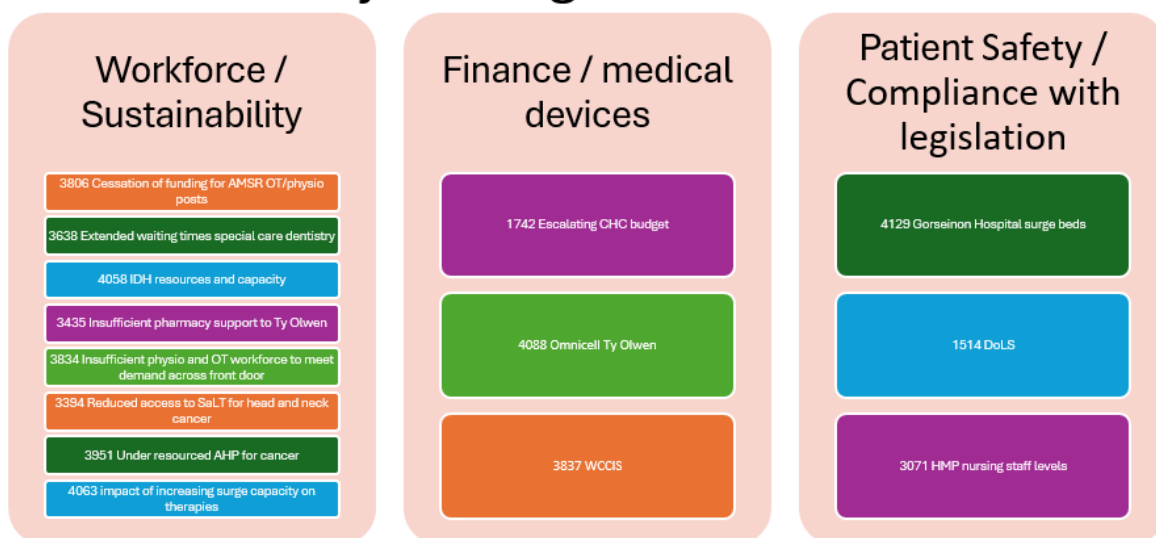 Workforce /
Sustainability
3806 Cessation of funding for AMSR OT/physio
posts
3638 Extended waiting times special care dentistry
4058 IDH resources and capacity
3435 Insufficient pharmacy support to Ty Olwen
3834 Insufficient physio and OT workforce to meet
demand across front door
3394 Reduced access to SaLT for head and neck
cancer
3951 Under resourced AHP for cancer
4063 impact of increasing surge capacity on
therapies
Finance / medical
devices
1742 Escalating CHC budget
4088 Omnicell Ty Olwen
3837 WCCIS
Patient Safety /
Compliance with
legislation
4129 Gorseinon Hospital surge beds
1514 DoLS
3071 HMP nursing staff levels